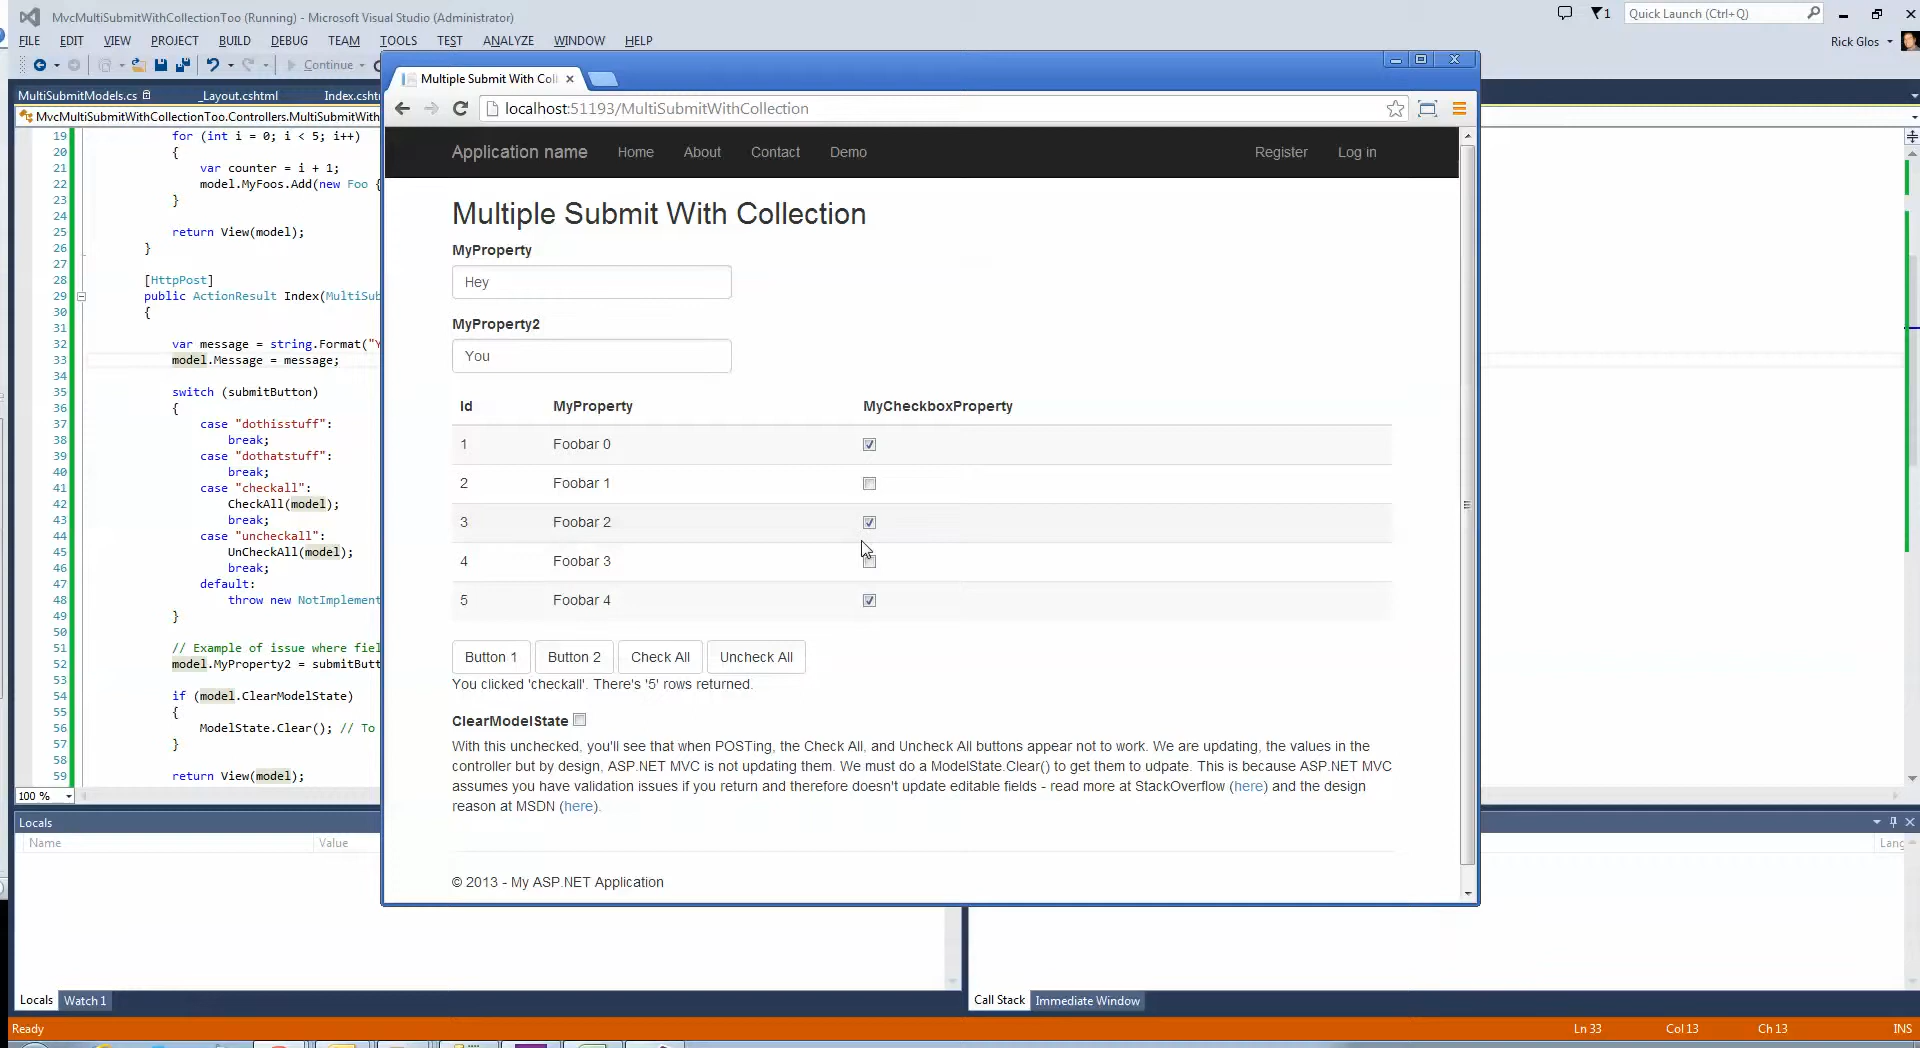 MvcMultiSubmitWithCollectionToo (Running) - Microsoft Visual Studio (Administrator)
1
Quick Launch (Ctrl+Q)
FILE EDIT VIEW PROJECT BUILD DEBUG TEAM TOOLS TEST ANALYZE WINDOW HELP
Rick Glos
Continue
MultiSubmitModels.cs _Layout.cshtml Index.csht
MvcMultiSubmitWithCollectionToo.Controllers.MultiSubmitWith
19 for (int i = 0; i < 5; i++)
20 {
21 var counter = i + 1;
22 model.MyFoos.Add(new Foo {
23 }
24
25 return View(model);
26 }
27
28 [HttpPost]
29 public ActionResult Index(MultiSub
30 {
31
32 var message = string.Format("Y
33 model.Message = message;
34
35 switch (submitButton)
36 {
37 case "dothisstuff":
38 break;
39 case "dothatstuff":
40 break;
41 case "checkall":
42 CheckAll(model);
43 break;
44 case "uncheckall":
45 UnCheckAll(model);
46 break;
47 default:
48 throw new NotImplement
49 }
50
51 // Example of issue where fiel
52 model.MyProperty2 = submitButt
53
54 if (model.ClearModelState)
55 {
56 ModelState.Clear(); // To
57 }
58
59 return View(model);
100 %
Locals
Name Value
Lang
Locals Watch 1
Call Stack Immediate Window
Ready
Ln 33 Col 13 Ch 13 INS
Multiple Submit With Col
localhost:51193/MultiSubmitWithCollection
Application name Home About Contact Demo Register Log in
Multiple Submit With Collection
MyProperty
Hey
MyProperty2
You
Id MyProperty MyCheckboxProperty
1 Foobar 0
2 Foobar 1
3 Foobar 2
4 Foobar 3
5 Foobar 4
Button 1 Button 2 Check All Uncheck All
You clicked 'checkall'. There's '5' rows returned.
ClearModelState
With this unchecked, you'll see that when POSTing, the Check All, and Uncheck All buttons appear not to work. We are updating, the values in the
controller but by design, ASP.NET MVC is not updating them. We must do a ModelState.Clear() to get them to udpate. This is because ASP.NET MVC
assumes you have validation issues if you return and therefore doesn't update editable fields - read more at StackOverflow (here) and the design
reason at MSDN (here).
© 2013 - My ASP.NET Application